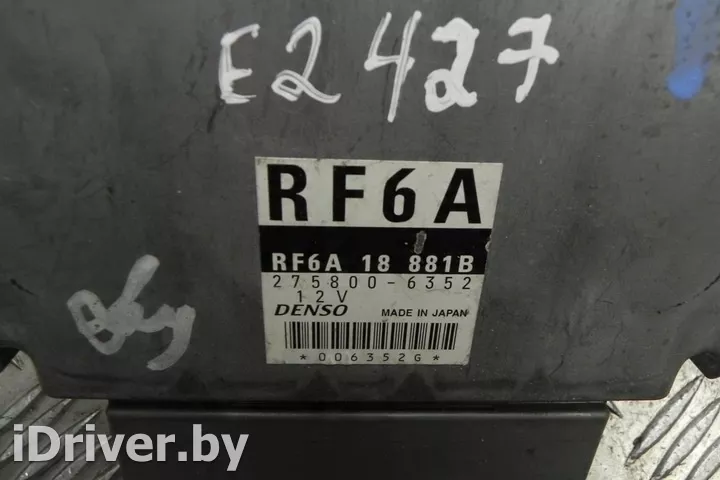 E2427
RF6A
RF6A 18 881B
275800-6352
12V
DENSO MADE IN JAPAN
*006352G*
iDriver.by